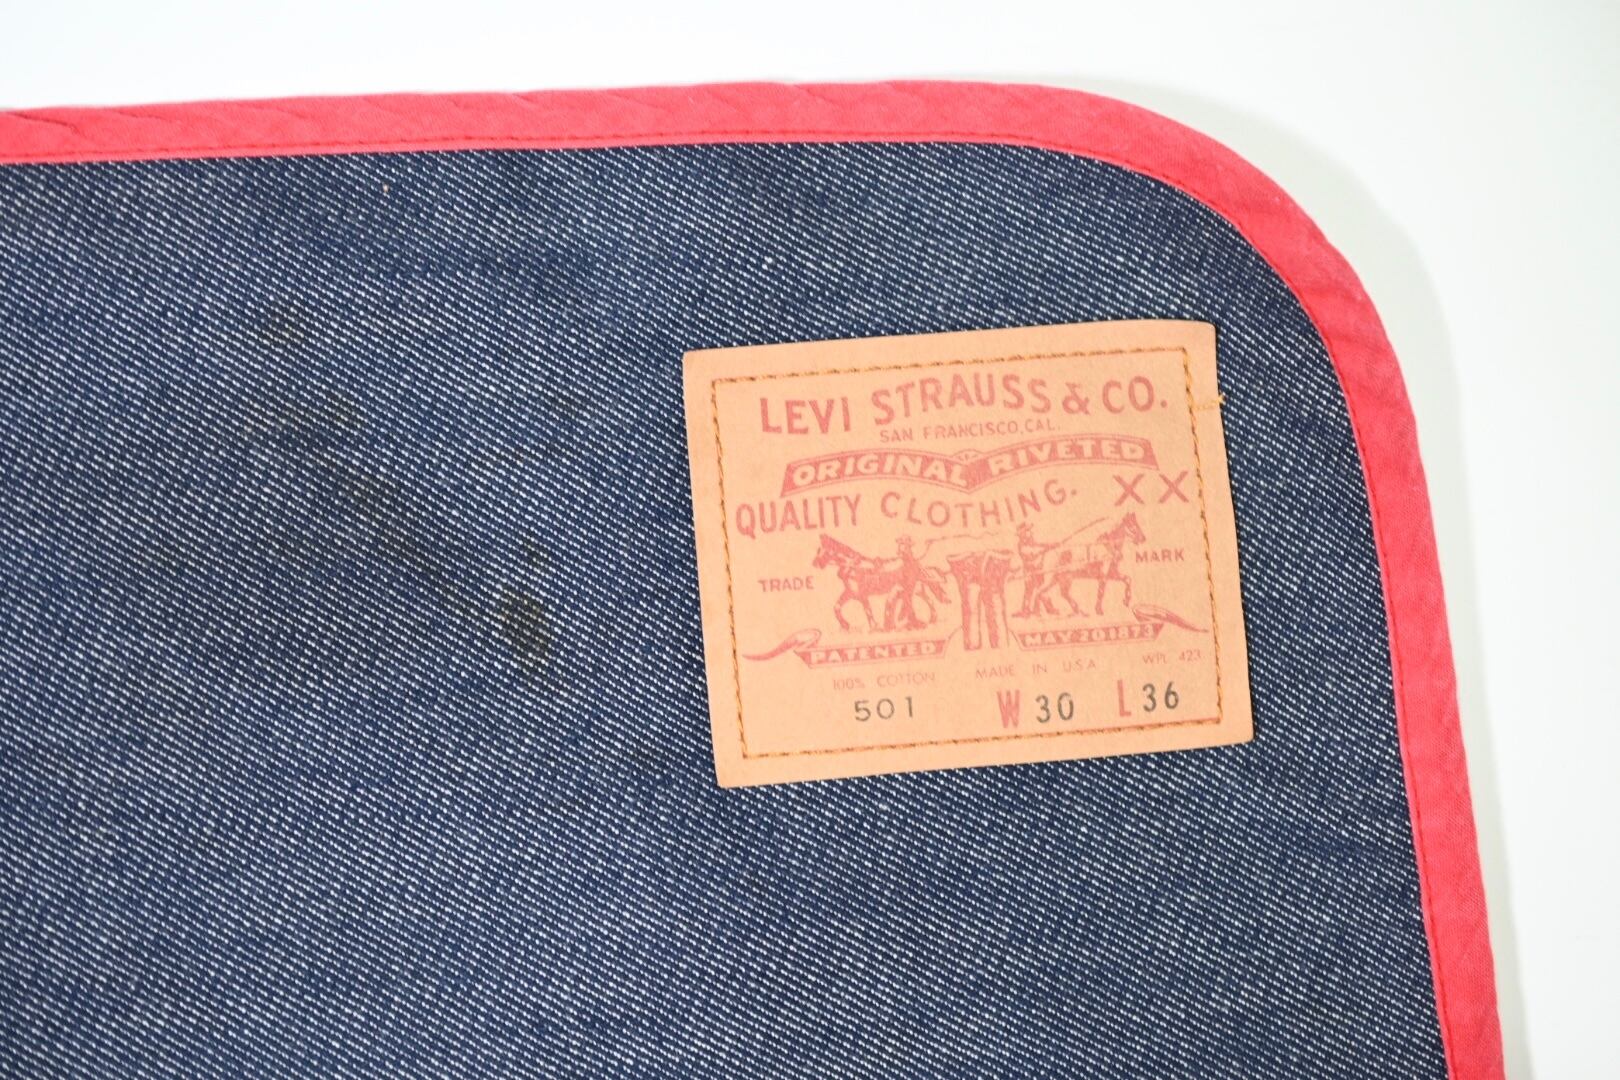 LEVI STRAUSS & CO.
SAN FRANCISCO, CAL.
ORIGINAL RIVETED
QUALITY CLOTHING. XX
TRADE MARK
PATENTED MAY 20 1873
100% COTTON MADE IN U.S.A WPL 423
501 W 30 L 36